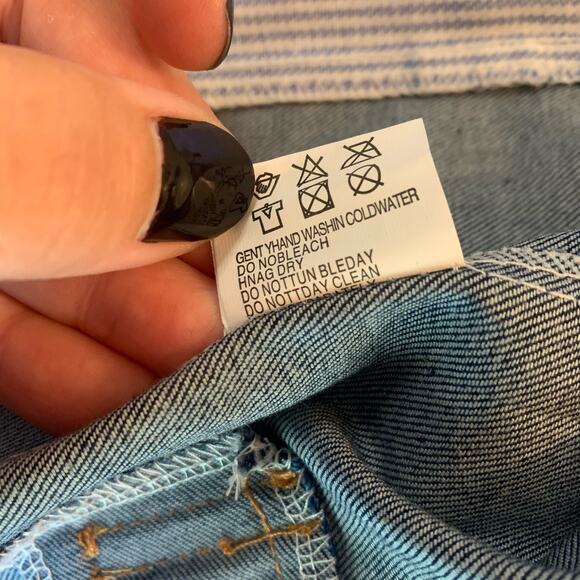 GENT YHAND WASHIN COLDWATER
DO NOBLEACH
HNAG DRY
DO NOTTUN BLEDAY
DO NOTTDAY CLEAN